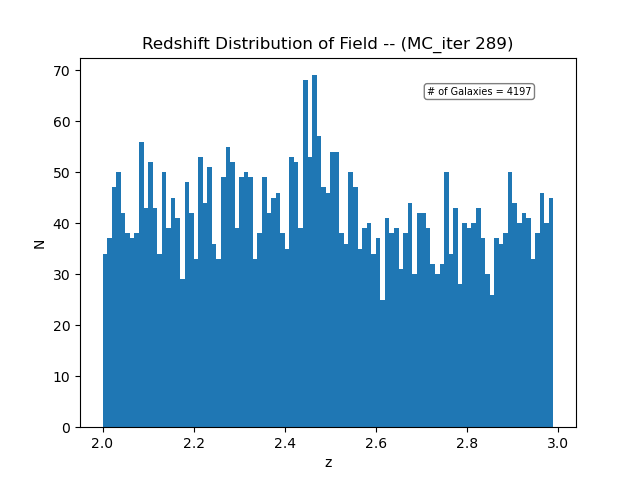 Redshift Distribution of Field -- (MC_iter 289)
# of Galaxies = 4197
70
60
50
40
30
20
10
0
N
2.0 2.2 2.4 2.6 2.8 3.0
z